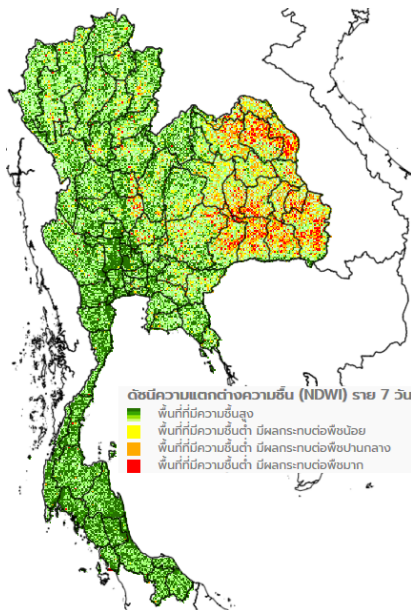 ดัชนีความแตกต่างความชื้น (NDWI) ราย 7 วัน
พื้นที่ที่มีความชื้นสูง
พื้นที่ที่มีความชื้นต่ำ มีผลกระทบต่อพืชน้อย
พื้นที่ที่มีความชื้นต่ำ มีผลกระทบต่อพืชปานกลาง
พื้นที่ที่มีความชื้นต่ำ มีผลกระทบต่อพืชมาก